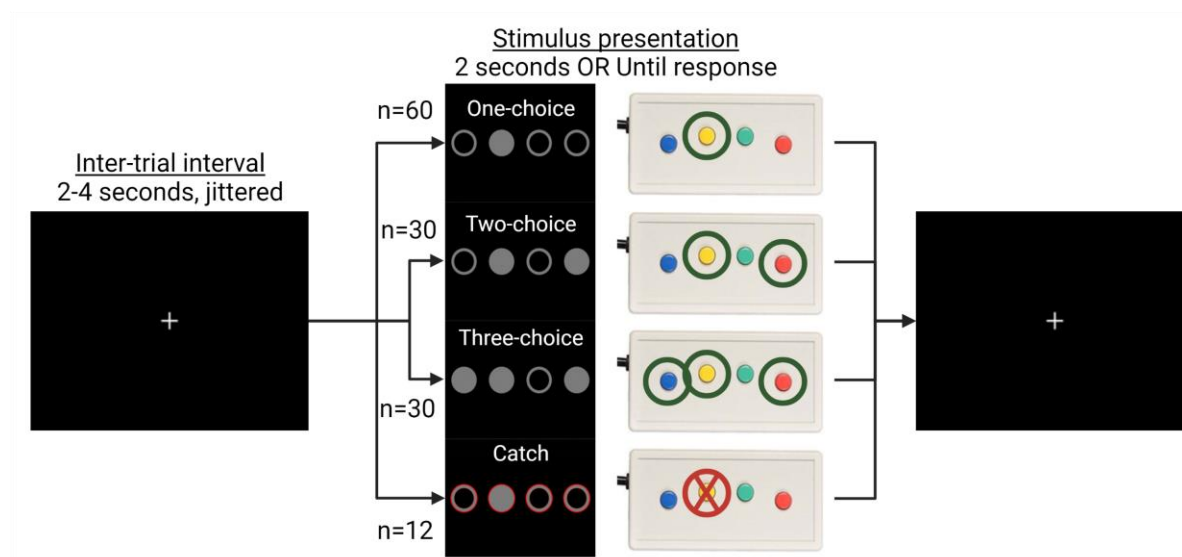 Stimulus presentation
2 seconds OR Until response
n=60
One-choice
Inter-trial interval
2-4 seconds, jittered
n=30
Two-choice
Three-choice
n=30
Catch
n=12